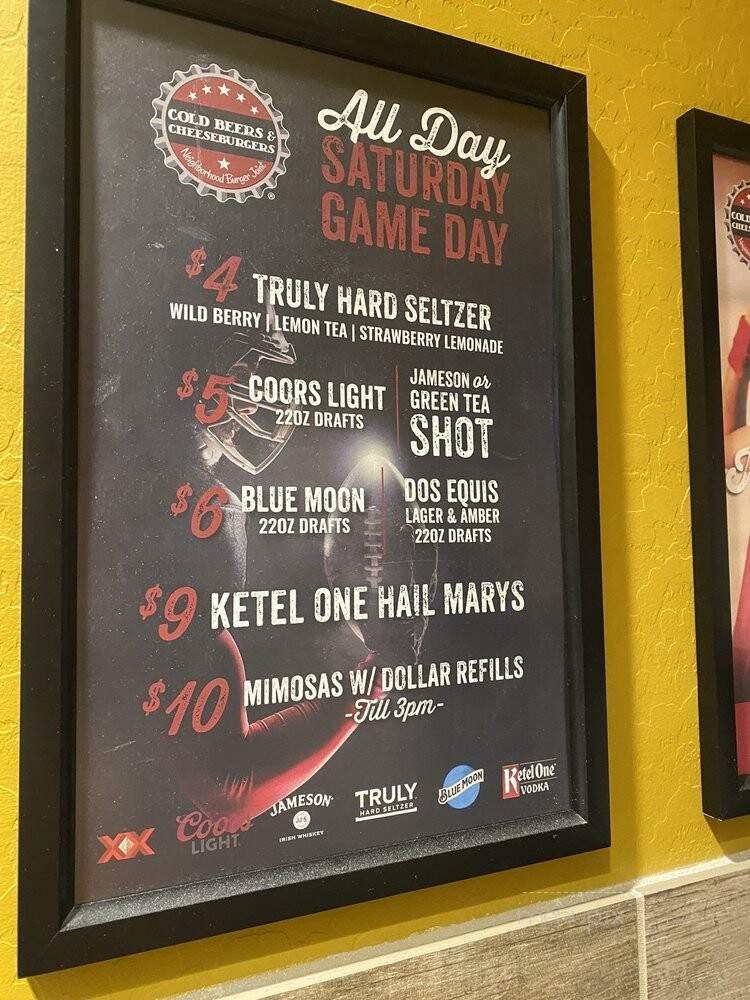 COLD BEERS &
CHEESEBURGERS
Neighborhood Burger Joint
®
All Day
SATURDAY
GAME DAY
$4 TRULY HARD SELTZER
WILD BERRY | LEMON TEA | STRAWBERRY LEMONADE
$5 COORS LIGHT
22OZ DRAFTS
JAMESON or
GREEN TEA
SHOT
$6 BLUE MOON
22OZ DRAFTS
DOS EQUIS
LAGER & AMBER
22OZ DRAFTS
$9 KETEL ONE HAIL MARYS
$10 MIMOSAS W/ DOLLAR REFILLS
-Till 3pm-
XX
Coors
LIGHT
JAMESON
JJ&S
IRISH WHISKEY
TRULY
HARD SELTZER
BLUE MOON
Ketel One
VODKA